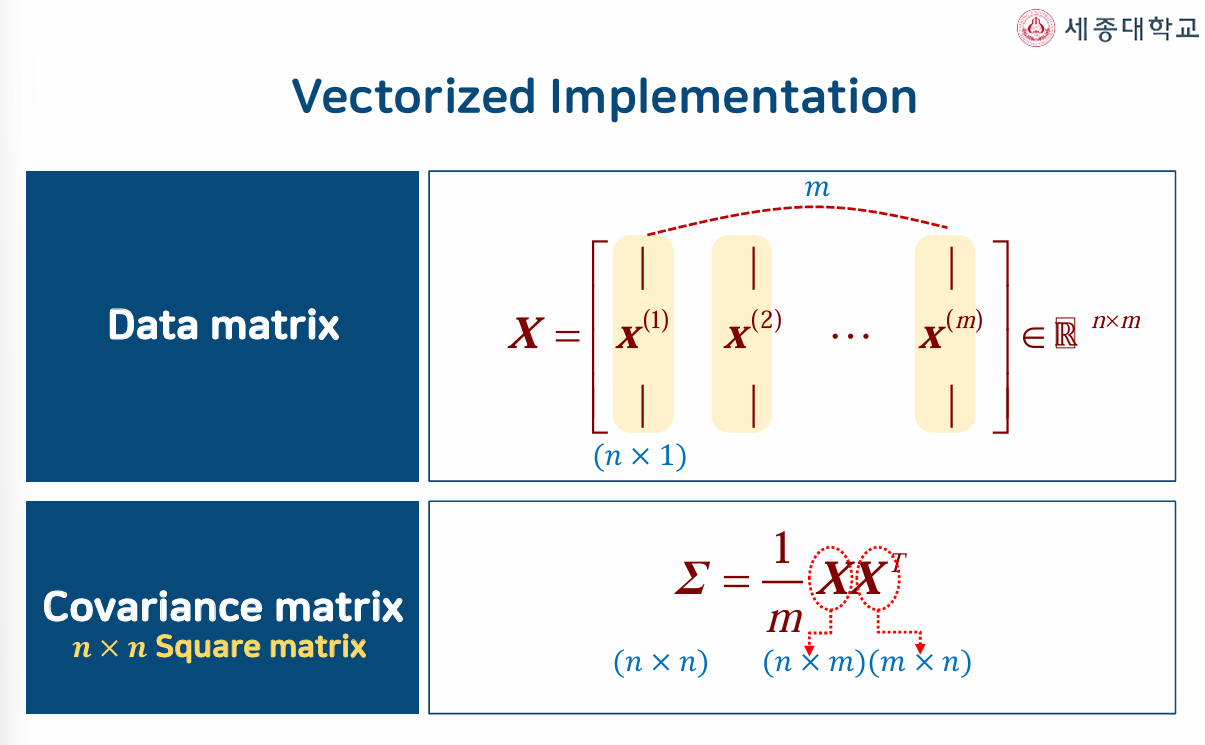 세종대학교
Vectorized Implementation
Data matrix
m
X = [ x^(1) x^(2) ⋯ x^(m) ] ∈ ℝ^n×m
(n × 1)
Covariance matrix
n × n Square matrix
Σ = 1/m XX^T
(n × n) (n × m)(m × n)